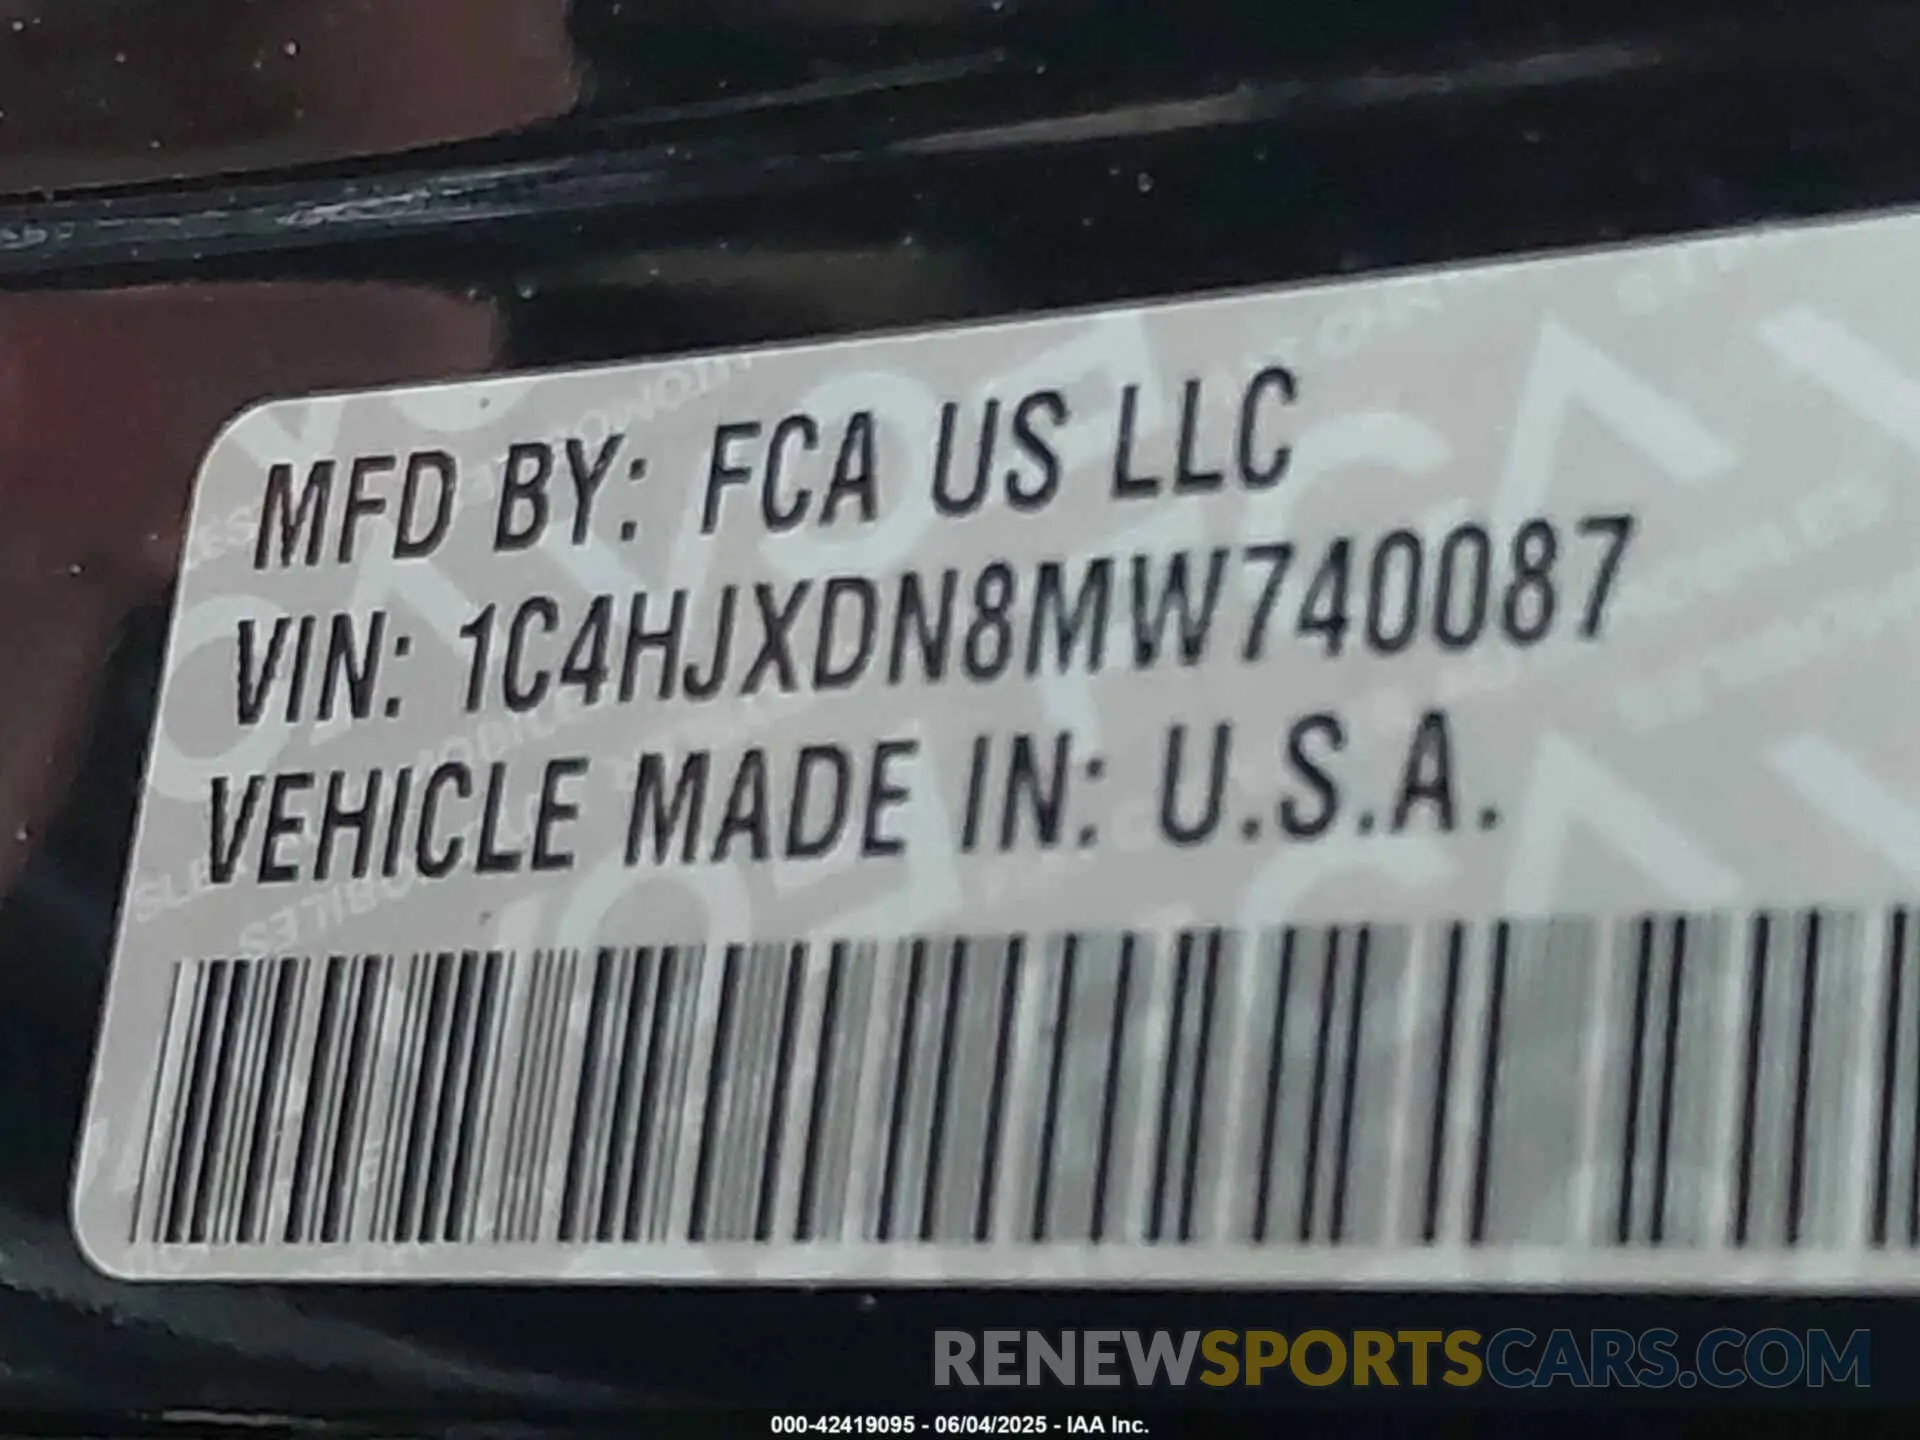 MFD BY: FCA US LLC
VIN: 1C4HJXDN8MW740087
VEHICLE MADE IN: U.S.A.
RENEWSPORTSCARS.COM
000-42419095 - 06/04/2025 - IAA Inc.